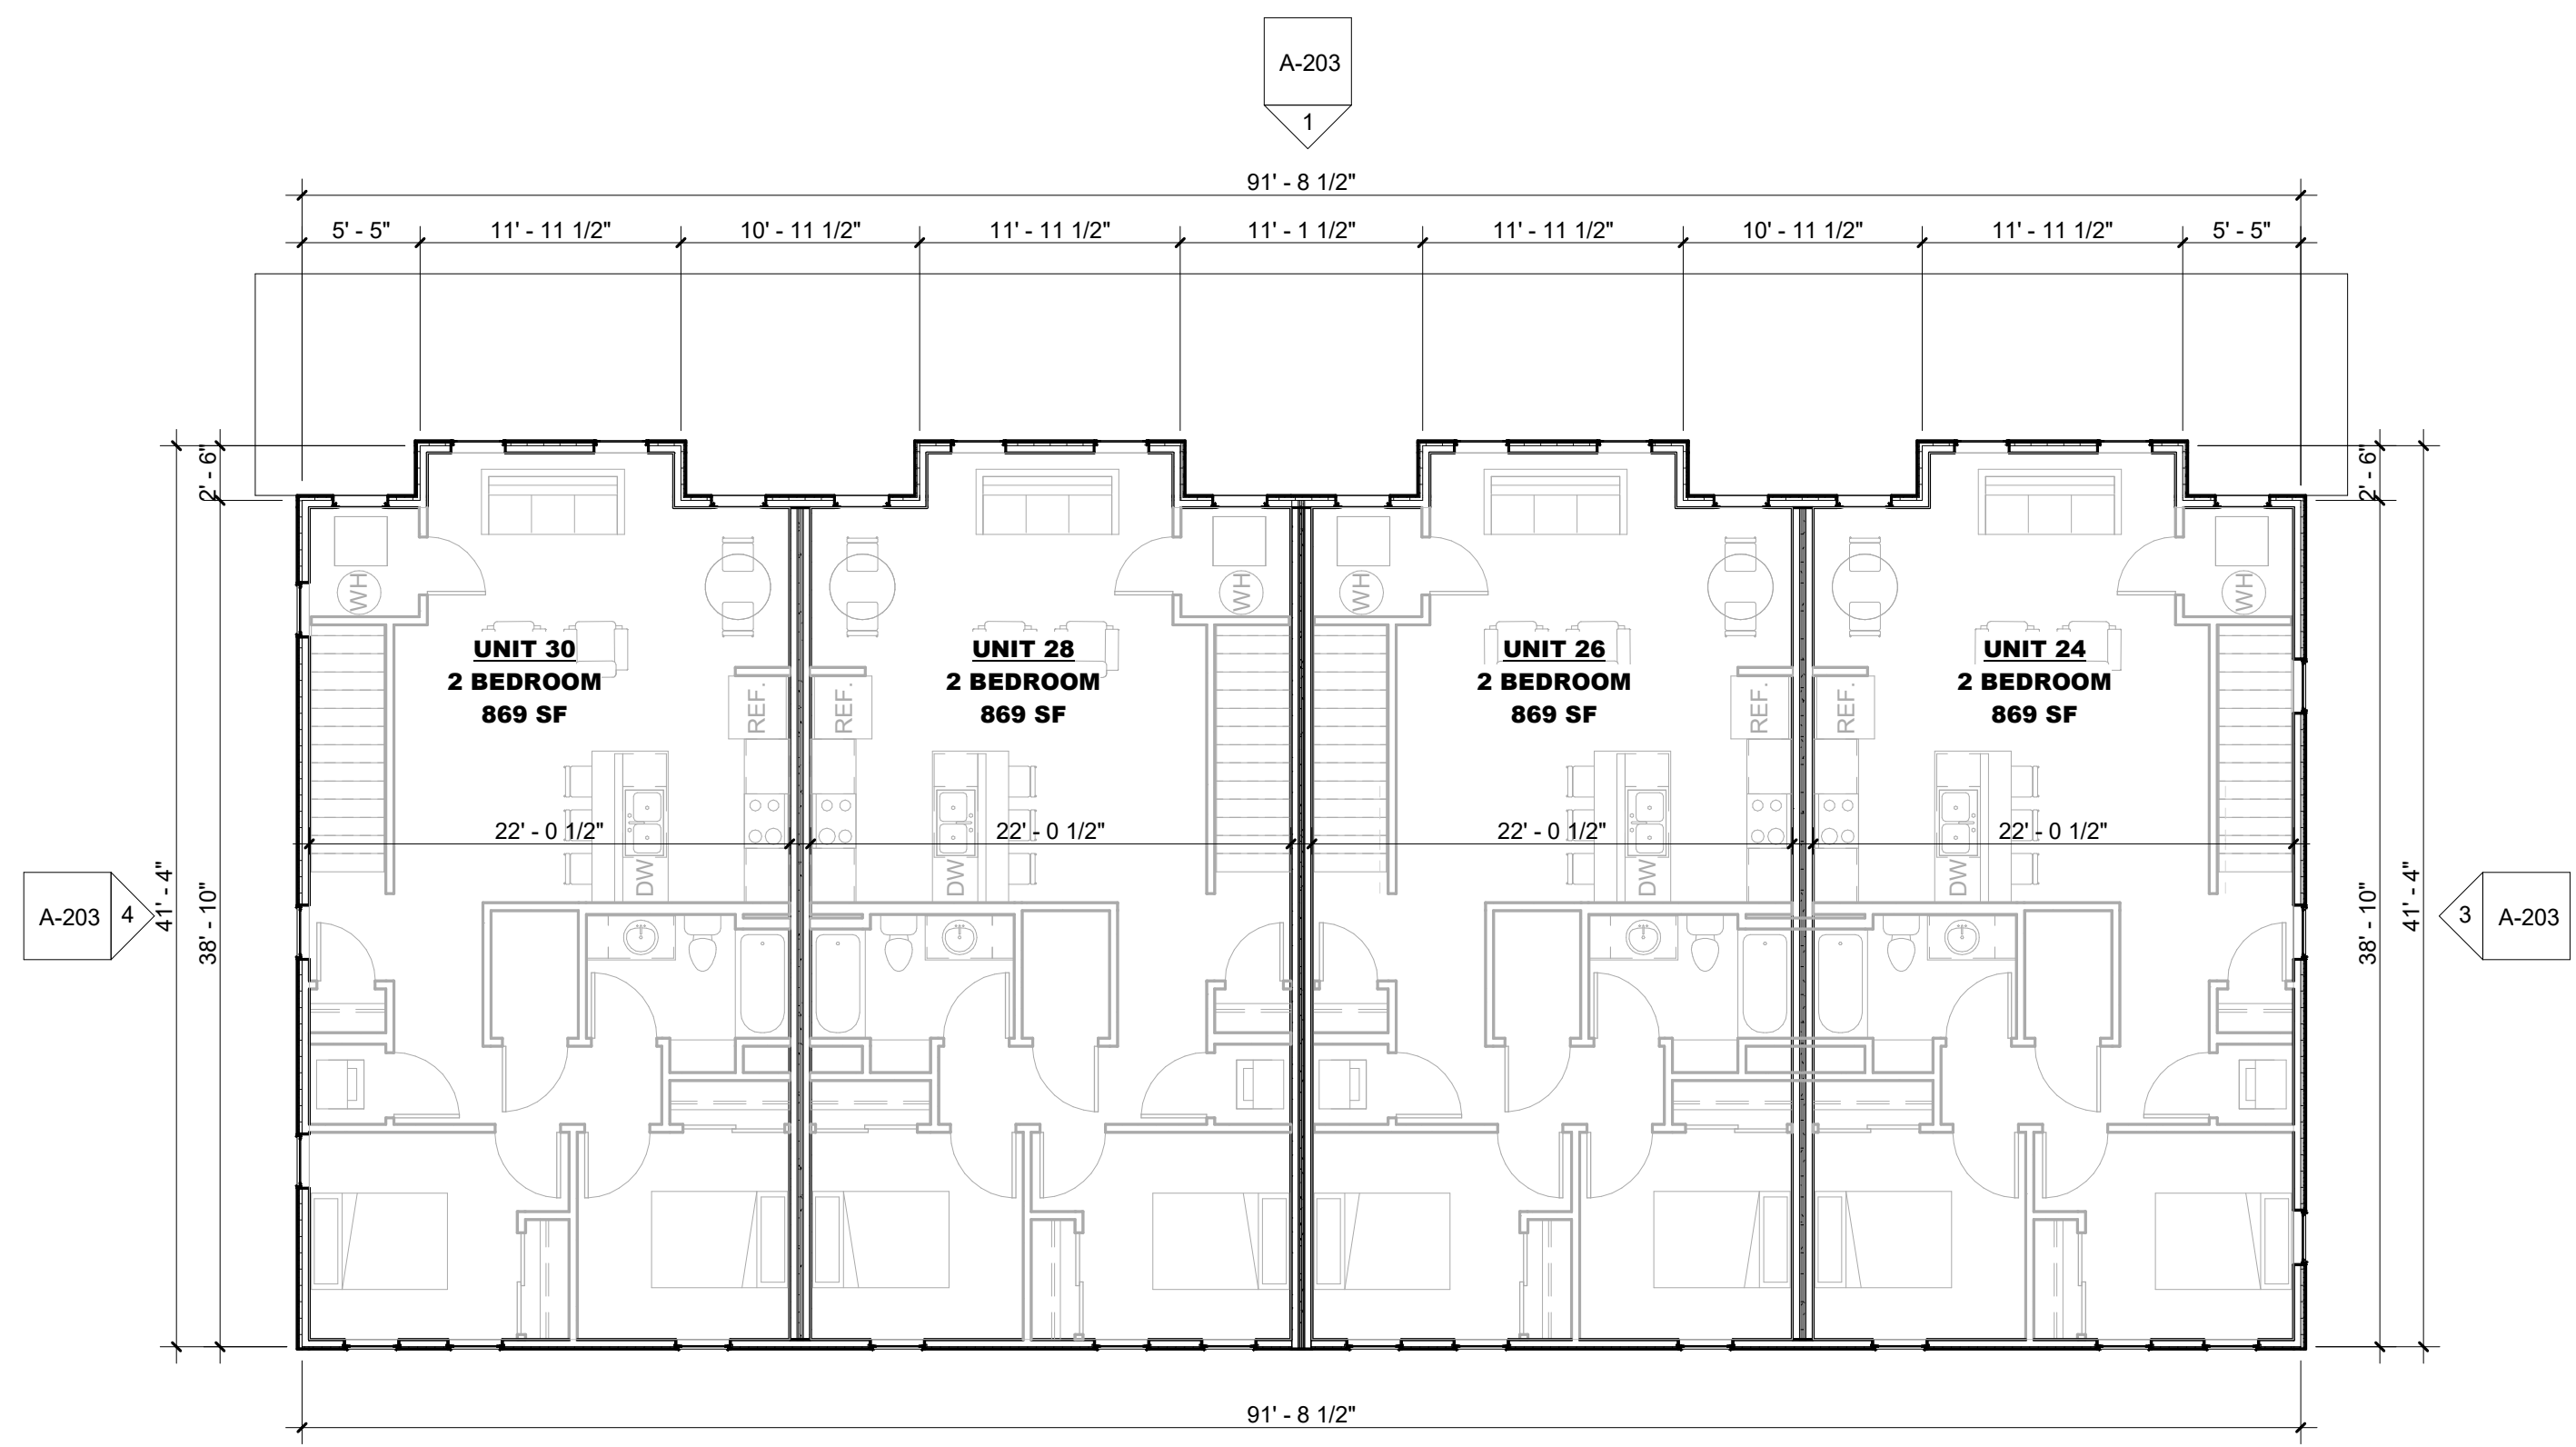 A-203
1
91' - 8 1/2"
5' - 5"
11' - 11 1/2"
10' - 11 1/2"
11' - 11 1/2"
11' - 1 1/2"
11' - 11 1/2"
10' - 11 1/2"
11' - 11 1/2"
5' - 5"
2' - 6"
2' - 6"
WH
WH
WH
WH
UNIT 30
2 BEDROOM
869 SF
UNIT 28
2 BEDROOM
869 SF
UNIT 26
2 BEDROOM
869 SF
UNIT 24
2 BEDROOM
869 SF
REF.
REF.
REF.
REF.
22' - 0 1/2"
22' - 0 1/2"
22' - 0 1/2"
22' - 0 1/2"
DW
DW
DW
DW
A-203
4
41' - 4"
38' - 10"
38' - 10"
41' - 4"
3
A-203
91' - 8 1/2"